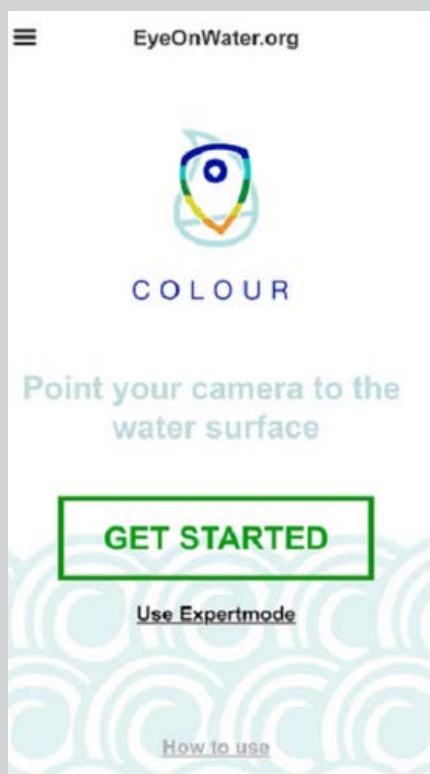 EyeOnWater.org
COLOUR
Point your camera to the
water surface
GET STARTED
Use Expertmode
How to use